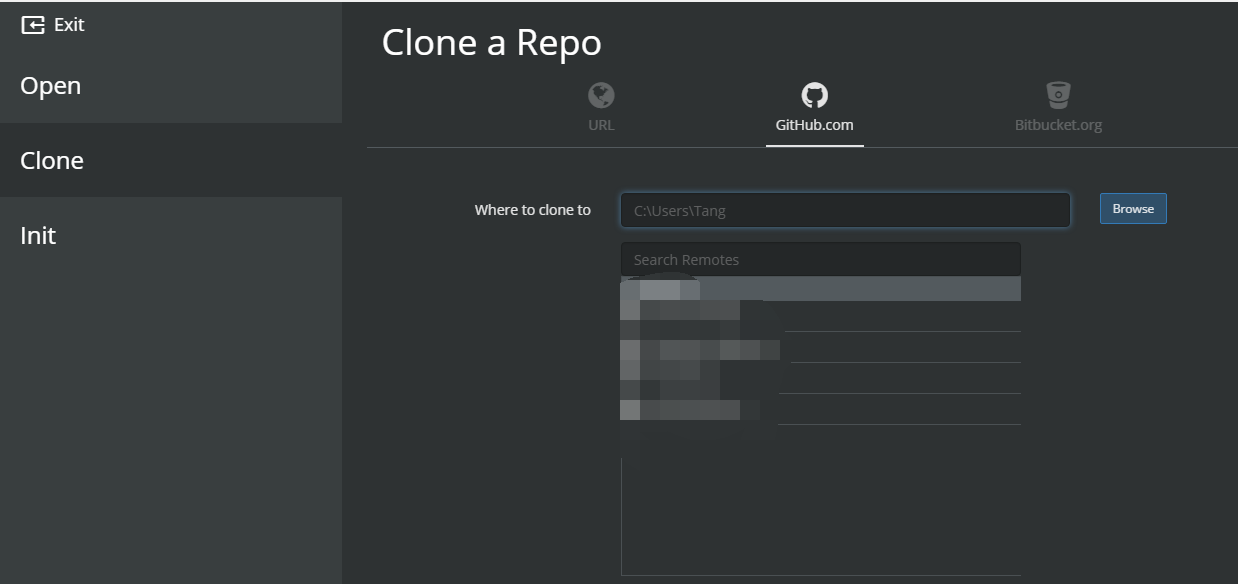 Exit
Open
Clone
Init
Clone a Repo
URL
GitHub.com
Bitbucket.org
Where to clone to
C:\Users\Tang
Browse
Search Remotes